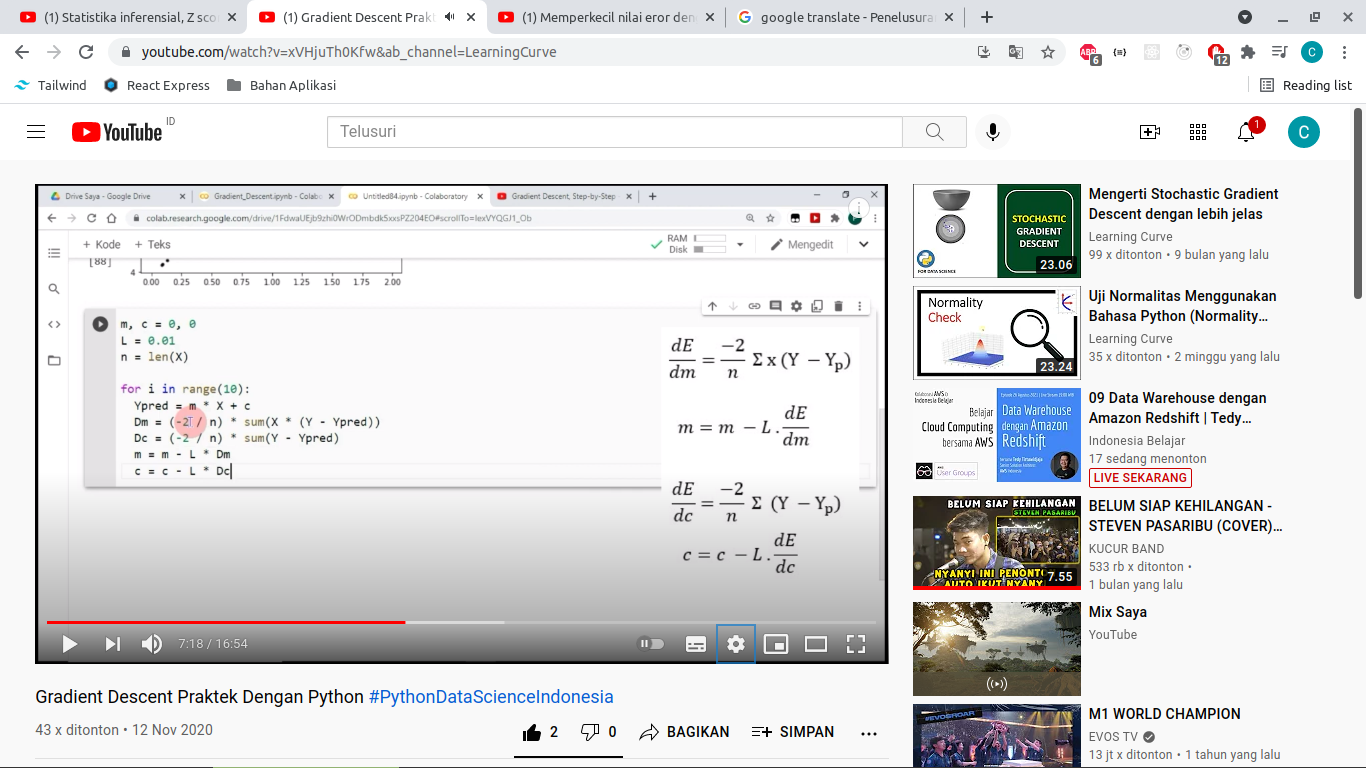 (1) Statistika inferensial, Z sco
(1) Gradient Descent Prakt
(1) Memperkecil nilai eror den
google translate - Penelusura
youtube.com/watch?v=xVHjuTh0Kfw&ab_channel=LearningCurve
ABP
6
12
C
Tailwind
React Express
Bahan Aplikasi
Reading list
YouTube
ID
Telusuri
1
C
Drive Saya - Google Drive
Gradient_Descent.ipynb - Colabo
Untitled84.ipynb - Colaboratory
Gradient Descent, Step-by-Step
colab.research.google.com/drive/1FdwaUEjb9zhi0WrODmbdk5xxsPZ204EO#scrollTo=lexVYQGJ1_Ob
+ Kode
+ Teks
RAM
Disk
Mengedit
[88]
4
0.00 0.25 0.50 0.75 1.00 1.25 1.50 1.75 2.00
m, c = 0, 0
L = 0.01
n = len(X)
for i in range(10):
Ypred = m * X + c
Dm = (-2 / n) * sum(X * (Y - Ypred))
Dc = (-2 / n) * sum(Y - Ypred)
m = m - L * Dm
c = c - L * Dc
dE/dm = -2/n Σ x (Y − Yp)
m = m − L . dE/dm
dE/dc = -2/n Σ (Y − Yp)
c = c − L . dE/dc
7:18 / 16:54
Gradient Descent Praktek Dengan Python #PythonDataScienceIndonesia
43 x ditonton • 12 Nov 2020
2
0
BAGIKAN
SIMPAN
STOCHASTIC
GRADIENT
DESCENT
FOR DATA SCIENCE
23.06
Mengerti Stochastic Gradient
Descent dengan lebih jelas
Learning Curve
99 x ditonton • 9 bulan yang lalu
Normality
Check
23.24
Uji Normalitas Menggunakan
Bahasa Python (Normality...
Learning Curve
35 x ditonton • 2 minggu yang lalu
Kolaborasi AWS &
Indonesia Belajar
Belajar
Cloud Computing
bersama AWS
User Groups
Data Warehouse
dengan Amazon
Redshift
09 Data Warehouse dengan
Amazon Redshift | Tedy...
Indonesia Belajar
17 sedang menonton
LIVE SEKARANG
BELUM SIAP KEHILANGAN
STEVEN PASARIBU
NYANYI INI PENONTO
AUTO IKUT NYANY
7.55
BELUM SIAP KEHILANGAN -
STEVEN PASARIBU (COVER)...
KUCUR BAND
533 rb x ditonton •
1 bulan yang lalu
Mix Saya
YouTube
#EVOSROAR
M1 WORLD CHAMPION
EVOS TV
13 jt x ditonton • 1 tahun yang lalu